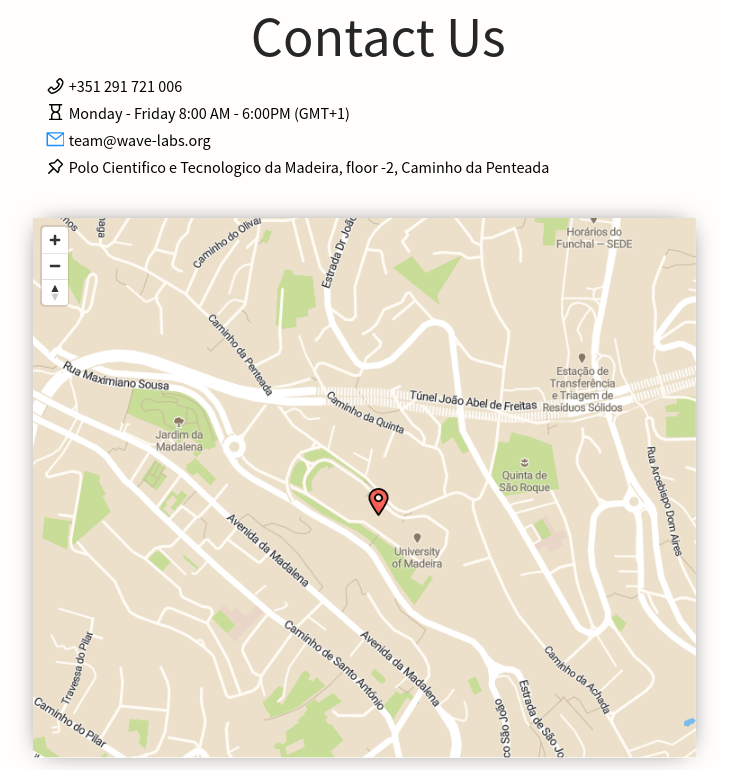 Contact Us
+351 291 721 006
Monday - Friday 8:00 AM - 6:00PM (GMT+1)
team@wave-labs.org
Polo Cientifico e Tecnologico da Madeira, floor -2, Caminho da Penteada
Caminho do Olival
Estrada Dr João
Horários do
Funchal — SEDE
+
−
Caminho da Penteada
Rua Maximiano Sousa
Túnel João Abel de Freitas
Estação de
Transferência
e Triagem de
Resíduos Sólidos
Caminho da Quinta
Jardim da
Madalena
Quinta de
São Roque
Rua Arcebispo Dom Aires
Avenida da Madalena
University
of Madeira
Caminho de Santo António
Avenida da Madalena
Travessa do Pilar
Caminho da Achada
Caminho do Pilar
Estrada de São Jo
co São João